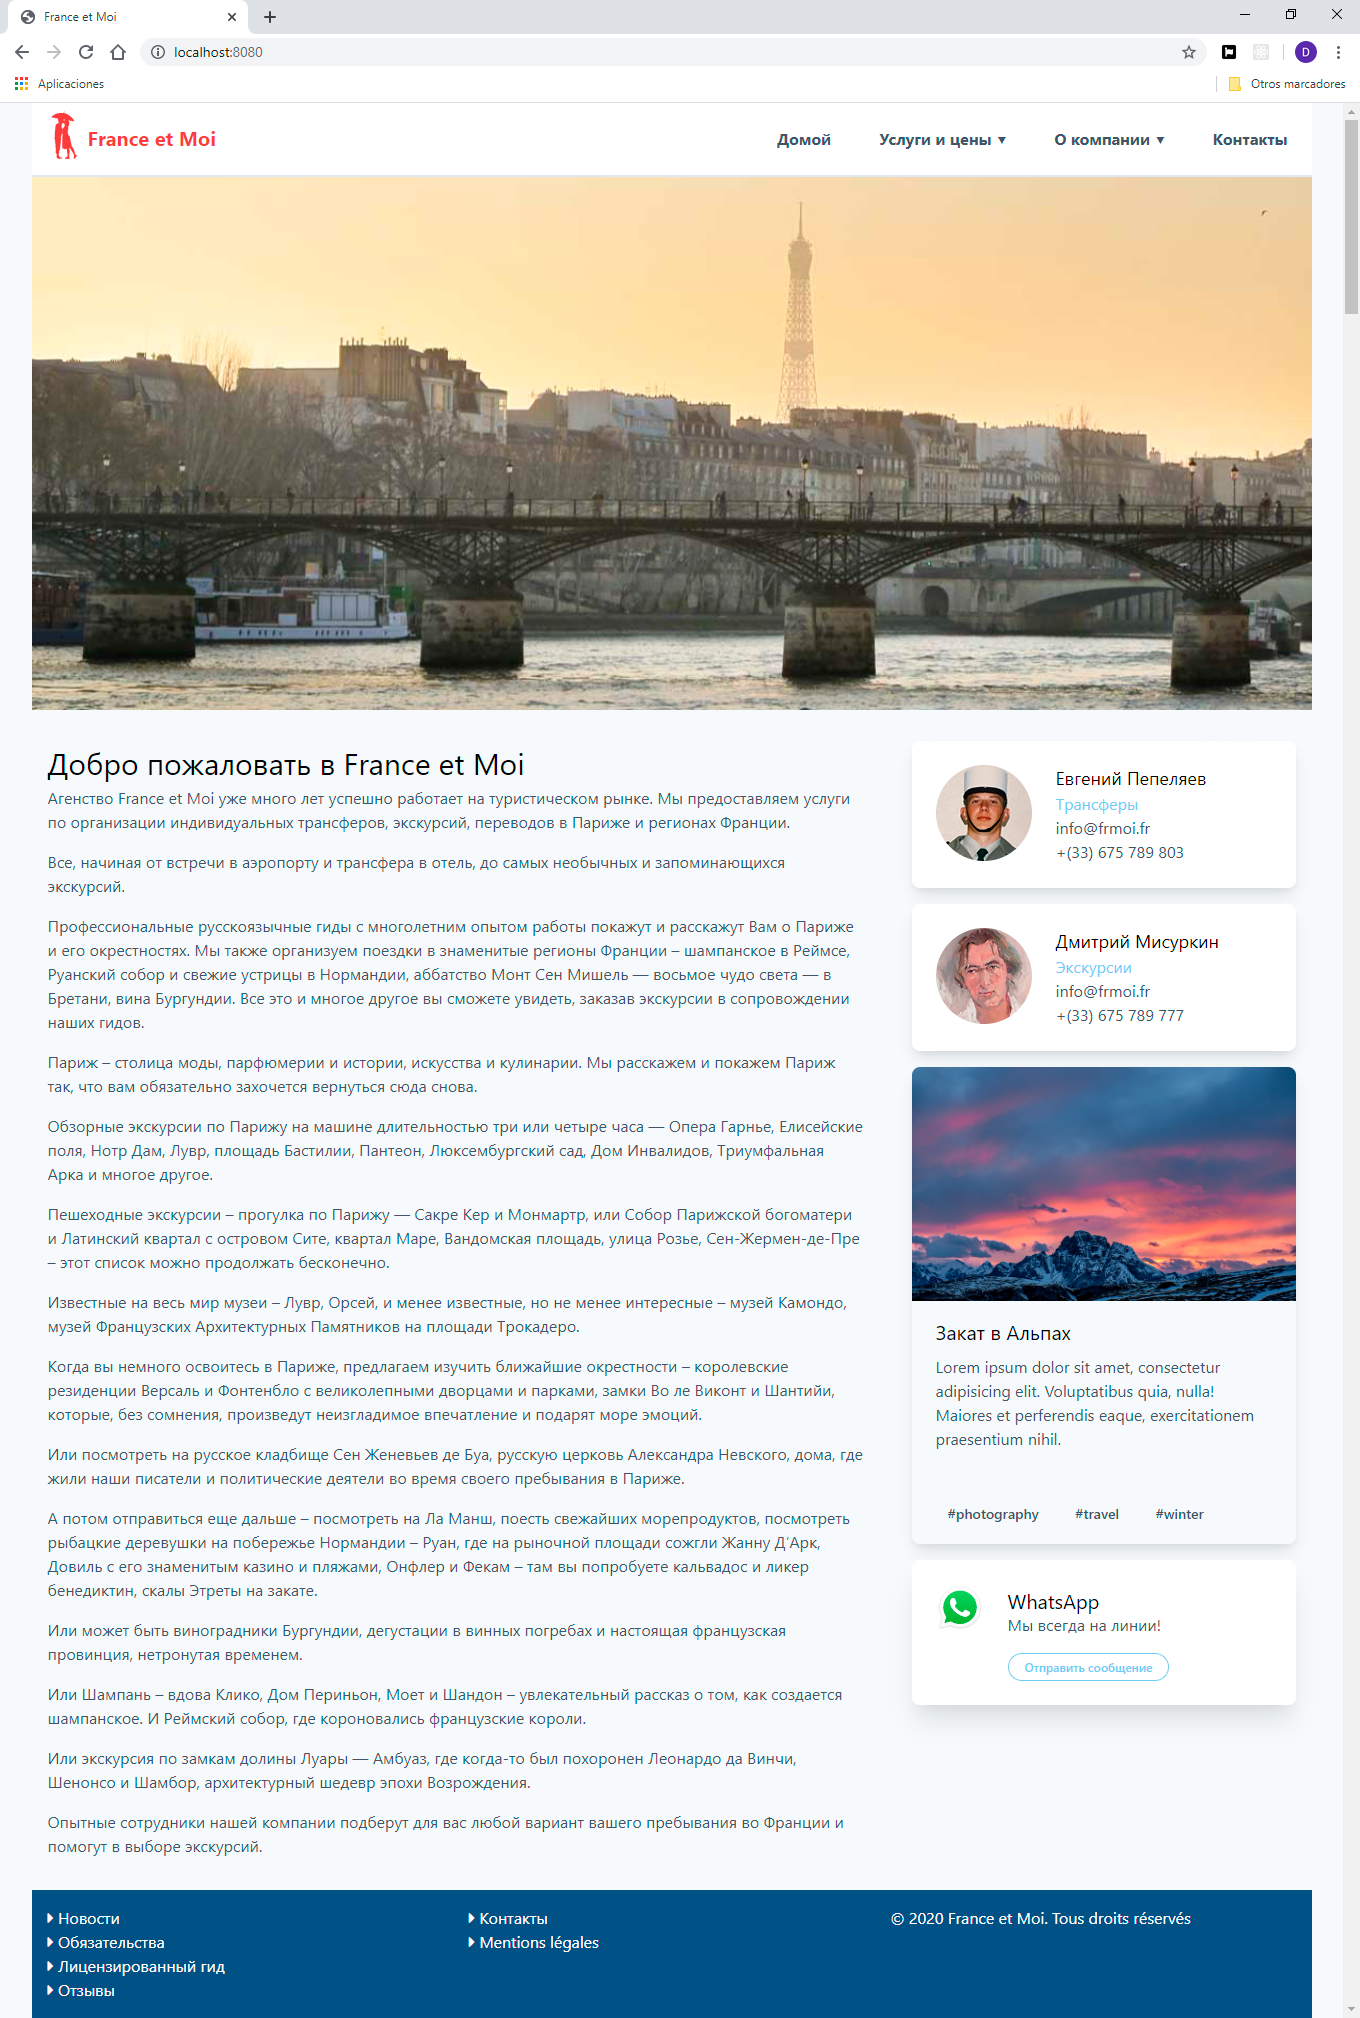 France et Moi
localhost:8080
D
Aplicaciones
Otros marcadores
France et Moi
Домой
Услуги и цены ▼
О компании ▼
Контакты
Добро пожаловать в France et Moi
Агенство France et Moi уже много лет успешно работает на туристическом рынке. Мы предоставляем услуги
по организации индивидуальных трансферов, экскурсий, переводов в Париже и регионах Франции.
Все, начиная от встречи в аэропорту и трансфера в отель, до самых необычных и запоминающихся
экскурсий.
Профессиональные русскоязычные гиды с многолетним опытом работы покажут и расскажут Вам о Париже
и его окрестностях. Мы также организуем поездки в знаменитые регионы Франции – шампанское в Реймсе,
Руанский собор и свежие устрицы в Нормандии, аббатство Монт Сен Мишель — восьмое чудо света — в
Бретани, вина Бургундии. Все это и многое другое вы сможете увидеть, заказав экскурсии в сопровождении
наших гидов.
Париж – столица моды, парфюмерии и истории, искусства и кулинарии. Мы расскажем и покажем Париж
так, что вам обязательно захочется вернуться сюда снова.
Обзорные экскурсии по Парижу на машине длительностью три или четыре часа — Опера Гарнье, Елисейские
поля, Нотр Дам, Лувр, площадь Бастилии, Пантеон, Люксембургский сад, Дом Инвалидов, Триумфальная
Арка и многое другое.
Пешеходные экскурсии – прогулка по Парижу — Сакре Кер и Монмартр, или Собор Парижской богоматери
и Латинский квартал с островом Сите, квартал Маре, Вандомская площадь, улица Розье, Сен-Жермен-де-Пре
– этот список можно продолжать бесконечно.
Известные на весь мир музеи – Лувр, Орсей, и менее известные, но не менее интересные – музей Камондо,
музей Французских Архитектурных Памятников на площади Трокадеро.
Когда вы немного освоитесь в Париже, предлагаем изучить ближайшие окрестности – королевские
резиденции Версаль и Фонтенбло с великолепными дворцами и парками, замки Во ле Виконт и Шантийи,
которые, без сомнения, произведут неизгладимое впечатление и подарят море эмоций.
Или посмотреть на русское кладбище Сен Женевьев де Буа, русскую церковь Александра Невского, дома, где
жили наши писатели и политические деятели во время своего пребывания в Париже.
А потом отправиться еще дальше – посмотреть на Ла Манш, поесть свежайших морепродуктов, посмотреть
рыбацкие деревушки на побережье Нормандии – Руан, где на рыночной площади сожгли Жанну Д’Арк,
Довиль с его знаменитым казино и пляжами, Онфлер и Фекам – там вы попробуете кальвадос и ликер
бенедиктин, скалы Этреты на закате.
Или может быть виноградники Бургундии, дегустации в винных погребах и настоящая французская
провинция, нетронутая временем.
Или Шампань – вдова Клико, Дом Периньон, Моет и Шандон – увлекательный рассказ о том, как создается
шампанское. И Реймский собор, где короновались французские короли.
Или экскурсия по замкам долины Луары — Амбуаз, где когда-то был похоронен Леонардо да Винчи,
Шенонсо и Шамбор, архитектурный шедевр эпохи Возрождения.
Опытные сотрудники нашей компании подберут для вас любой вариант вашего пребывания во Франции и
помогут в выборе экскурсий.
Евгений Пепеляев
Трансферы
info@frmoi.fr
+(33) 675 789 803
Дмитрий Мисуркин
Экскурсии
info@frmoi.fr
+(33) 675 789 777
Закат в Альпах
Lorem ipsum dolor sit amet, consectetur
adipisicing elit. Voluptatibus quia, nulla!
Maiores et perferendis eaque, exercitationem
praesentium nihil.
#photography #travel #winter
WhatsApp
Мы всегда на линии!
Отправить сообщение
Новости
Обязательства
Лицензированный гид
Отзывы
Контакты
Mentions légales
© 2020 France et Moi. Tous droits réservés